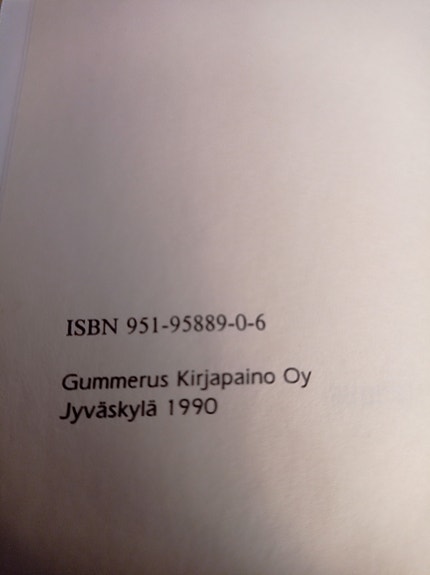 ISBN 951-95889-0-6
Gummerus Kirjapaino Oy
Jyväskylä 1990